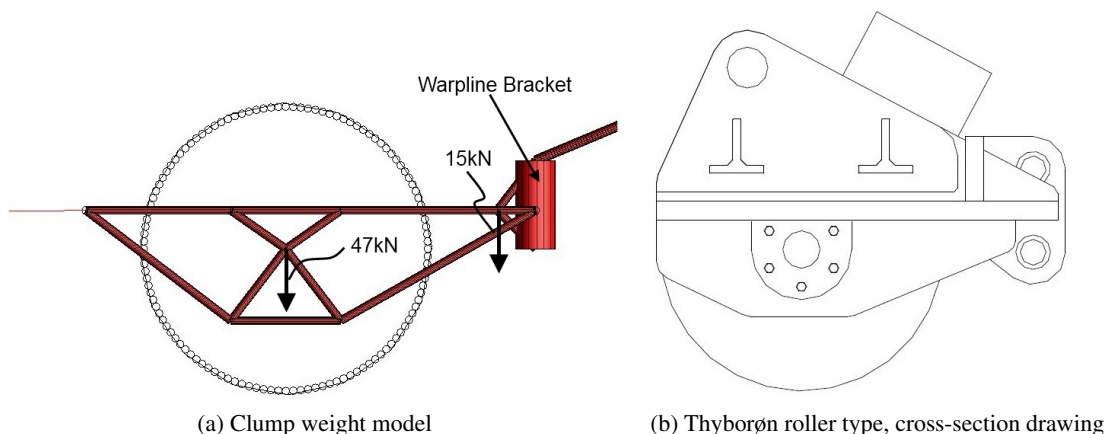 Warpline Bracket
15kN
47kN
(a) Clump weight model
(b) Thyborøn roller type, cross-section drawing